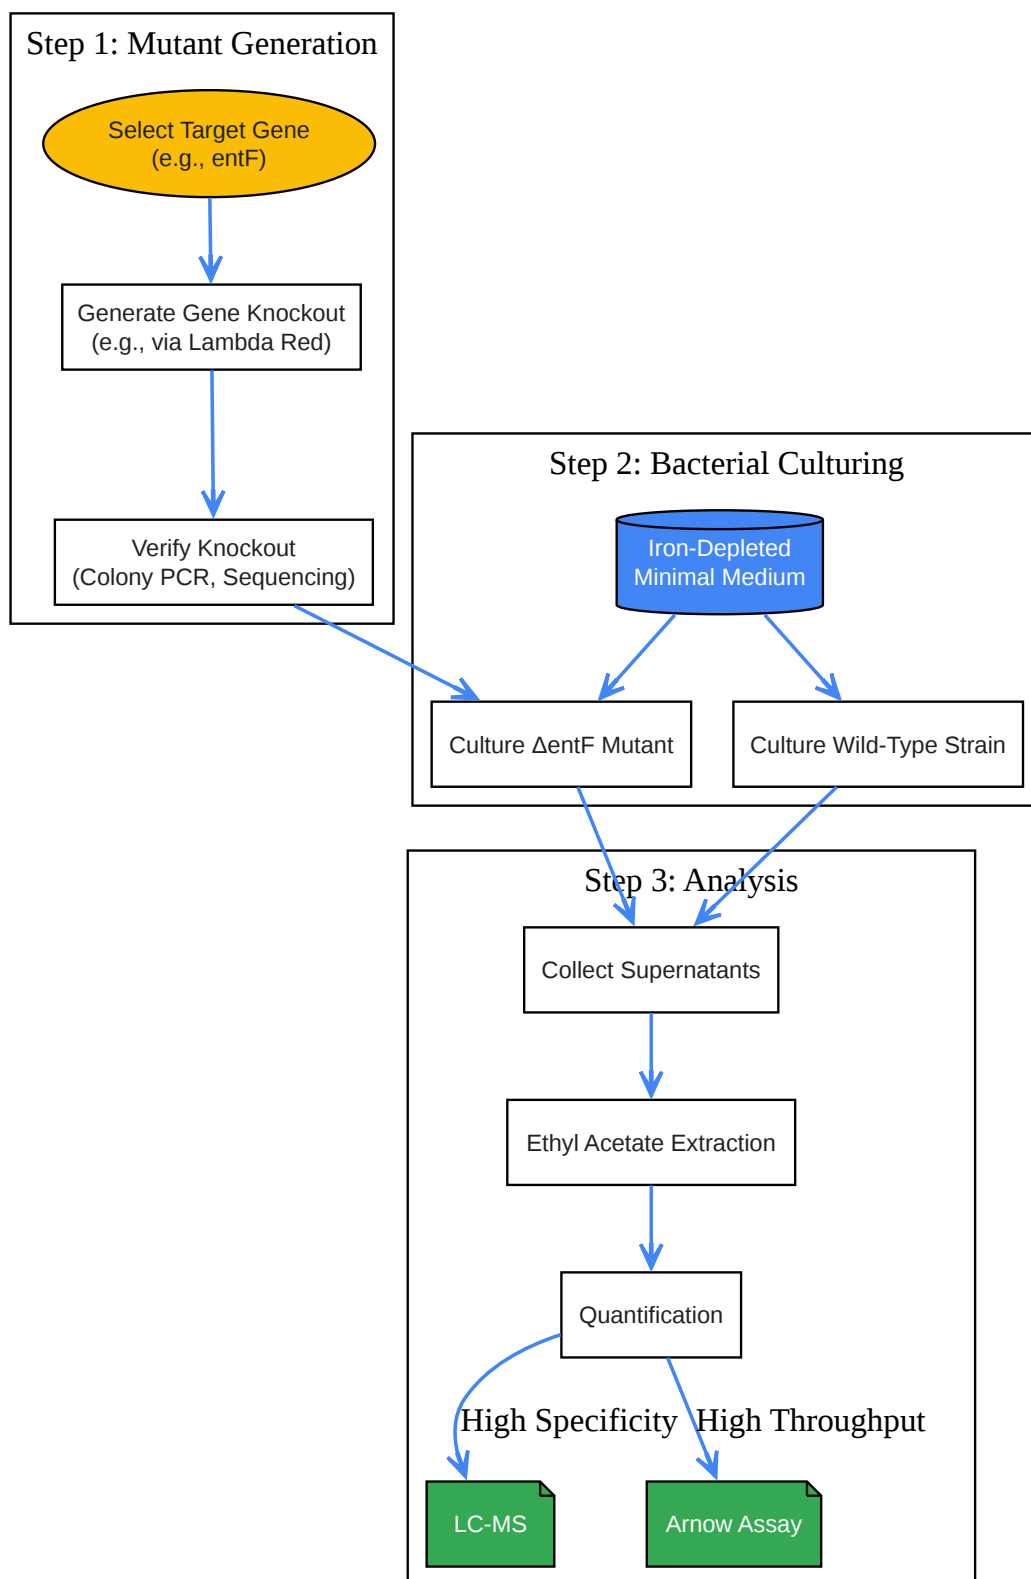 Step 1: Mutant Generation
Select Target Gene
(e.g., entF)
Generate Gene Knockout
(e.g., via Lambda Red)
Verify Knockout
(Colony PCR, Sequencing)
Step 2: Bacterial Culturing
Iron-Depleted
Minimal Medium
Culture ΔentF Mutant
Culture Wild-Type Strain
Step 3: Analysis
Collect Supernatants
Ethyl Acetate Extraction
Quantification
High Specificity
High Throughput
LC-MS
Arnow Assay